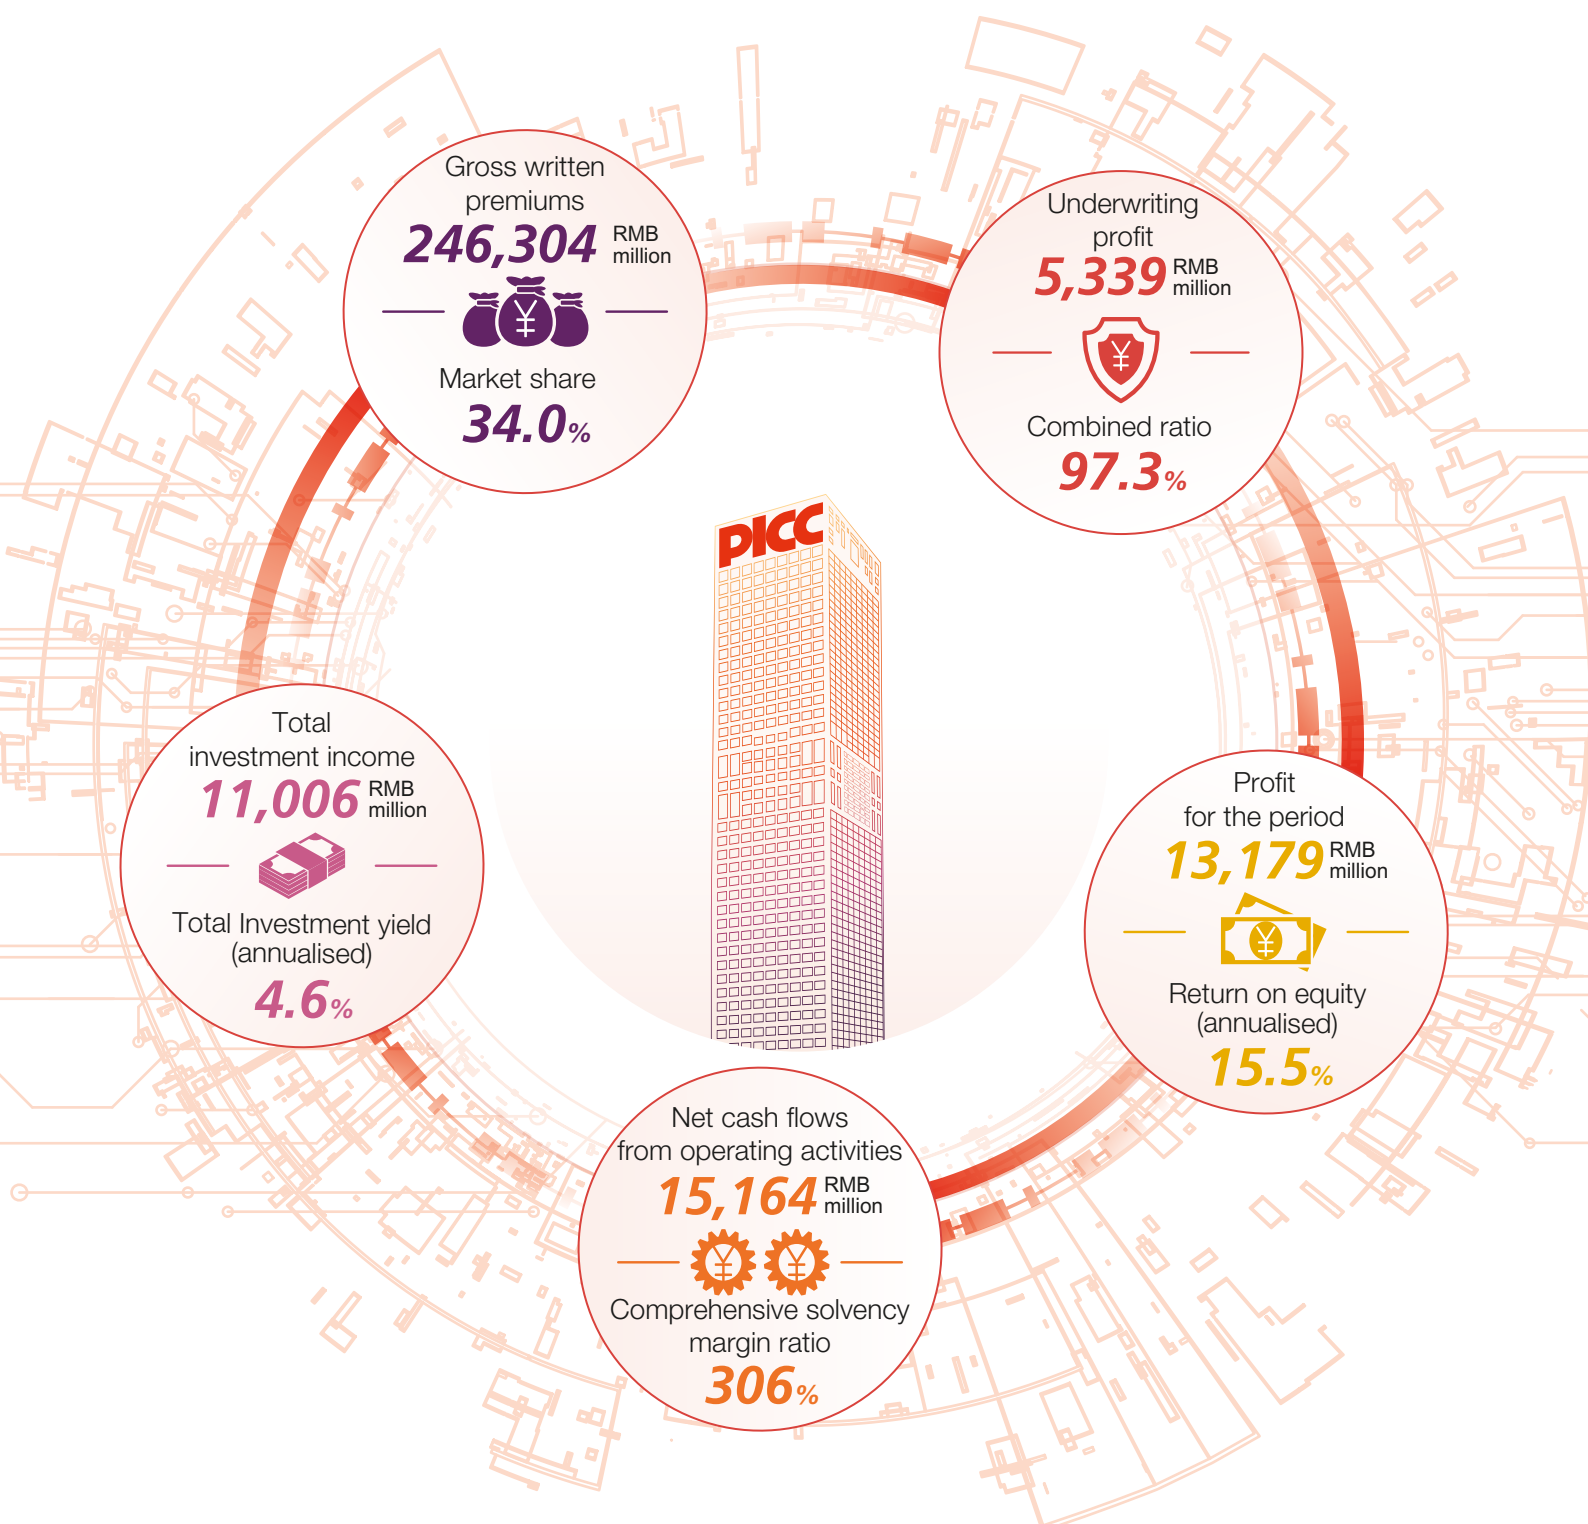 Gross written
premiums
246,304 RMB million
Market share
34.0%
Underwriting
profit
5,339 RMB million
Combined ratio
97.3%
PICC
Total
investment income
11,006 RMB million
Total Investment yield
(annualised)
4.6%
Profit
for the period
13,179 RMB million
Return on equity
(annualised)
15.5%
Net cash flows
from operating activities
15,164 RMB million
Comprehensive solvency
margin ratio
306%